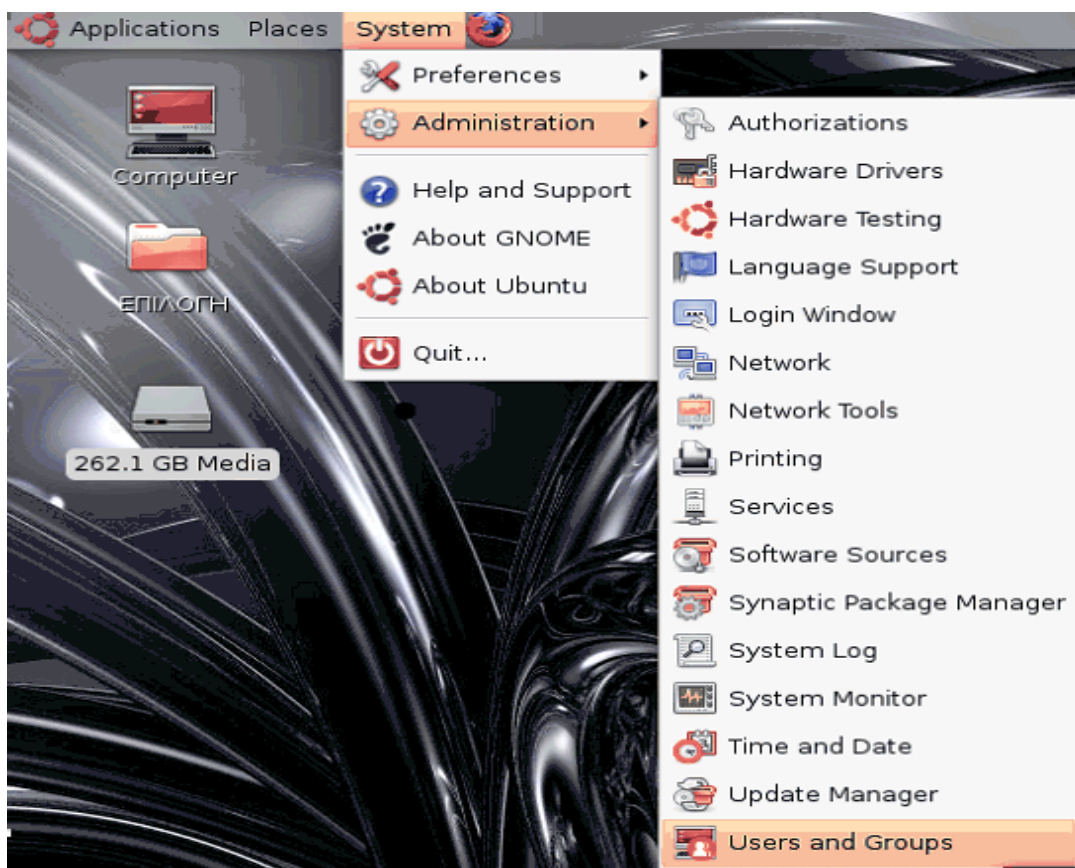 Applications Places System
Preferences
Administration
Help and Support
About GNOME
About Ubuntu
Quit...
Authorizations
Hardware Drivers
Hardware Testing
Language Support
Login Window
Network
Network Tools
Printing
Services
Software Sources
Synaptic Package Manager
System Log
System Monitor
Time and Date
Update Manager
Users and Groups
Computer
ΕΠΙΛΟΓΗ
262.1 GB Media